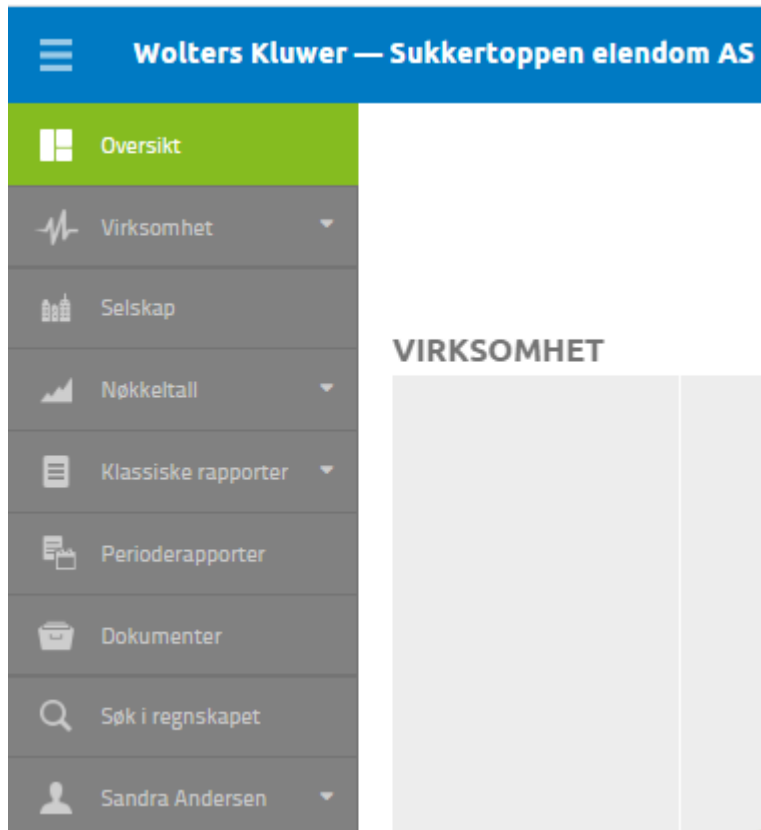 Wolters Kluwer — Sukkertoppen eiendom AS
Oversikt
Virksomhet
Selskap
Nøkkeltall
Klassiske rapporter
Perioderapporter
Dokumenter
Søk i regnskapet
Sandra Andersen
VIRKSOMHET